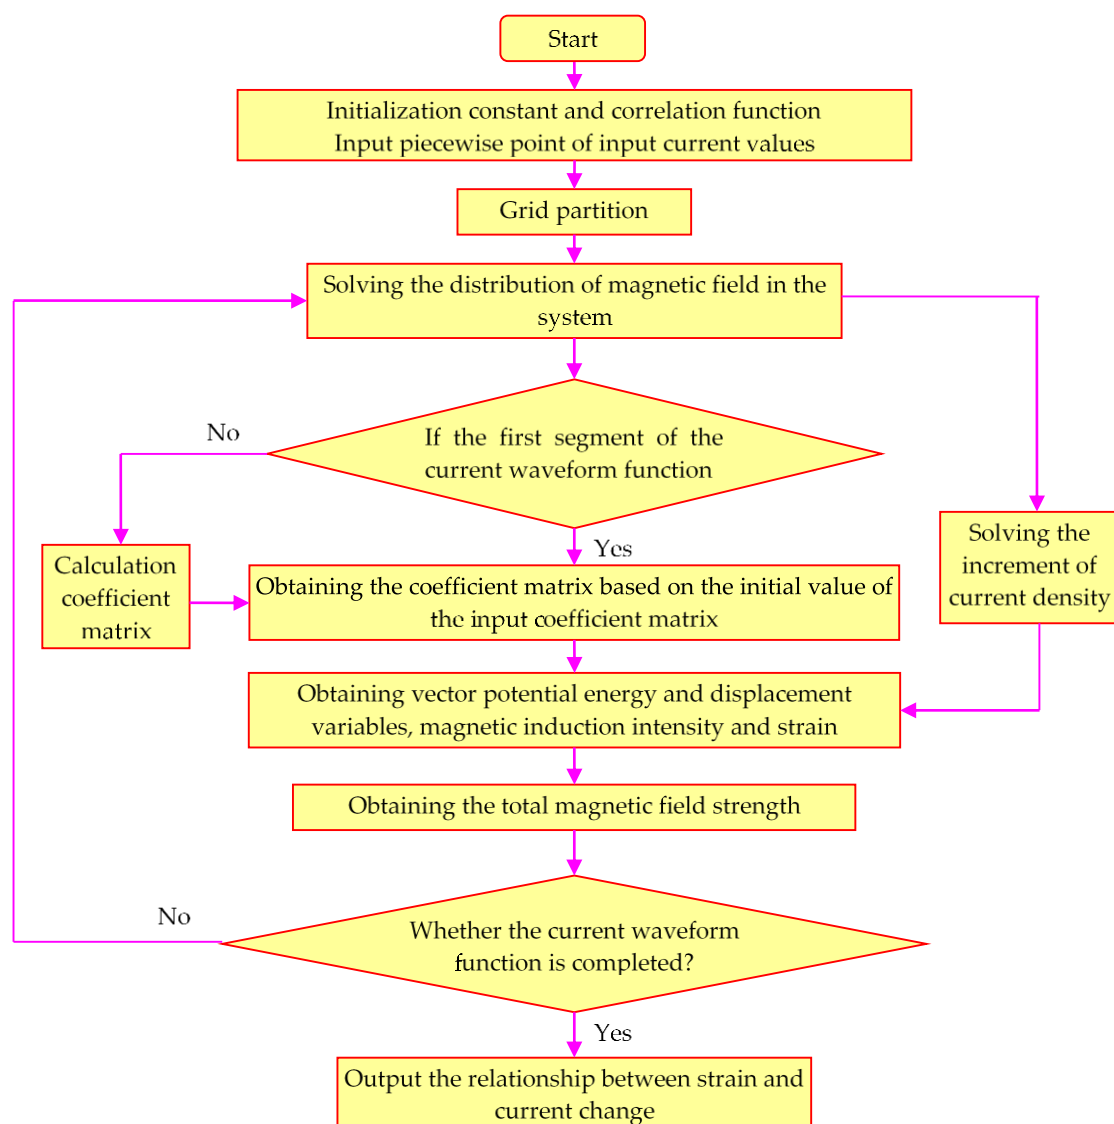 Start
Initialization constant and correlation function
Input piecewise point of input current values
Grid partition
Solving the distribution of magnetic field in the
system
No
If the first segment of the
current waveform function
Yes
Calculation
coefficient
matrix
Obtaining the coefficient matrix based on the initial value of
the input coefficient matrix
Solving the
increment of
current density
Obtaining vector potential energy and displacement
variables, magnetic induction intensity and strain
Obtaining the total magnetic field strength
No
Whether the current waveform
function is completed?
Yes
Output the relationship between strain and
current change